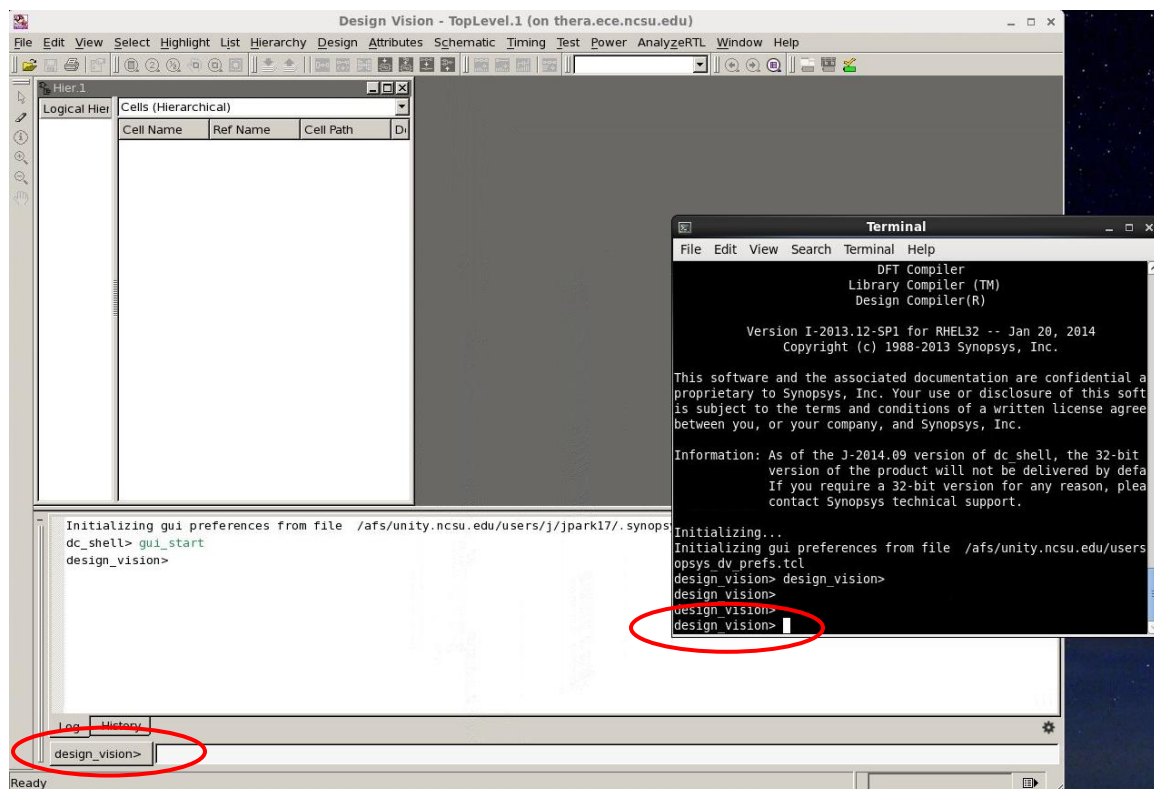 Design Vision - TopLevel.1 (on thera.ece.ncsu.edu)
File Edit View Select Highlight List Hierarchy Design Attributes Schematic Timing Test Power AnalyzeRTL Window Help
Hier.1
Logical Hier
Cells (Hierarchical)
Cell Name Ref Name Cell Path
Terminal
File Edit View Search Terminal Help
DFT Compiler
Library Compiler (TM)
Design Compiler(R)
Version I-2013.12-SP1 for RHEL32 -- Jan 20, 2014
Copyright (c) 1988-2013 Synopsys, Inc.
This software and the associated documentation are confidential a
proprietary to Synopsys, Inc. Your use or disclosure of this soft
is subject to the terms and conditions of a written license agree
between you, or your company, and Synopsys, Inc.
Information: As of the J-2014.09 version of dc_shell, the 32-bit
version of the product will not be delivered by defa
If you require a 32-bit version for any reason, plea
contact Synopsys technical support.
Initializing...
Initializing gui preferences from file /afs/unity.ncsu.edu/users
opsys_dv_prefs.tcl
design_vision> design_vision>
design_vision>
design_vision>
design_vision>
Initializing gui preferences from file /afs/unity.ncsu.edu/users/j/jpark17/.synops
dc_shell> gui_start
design_vision>
Log History
design_vision>
Ready